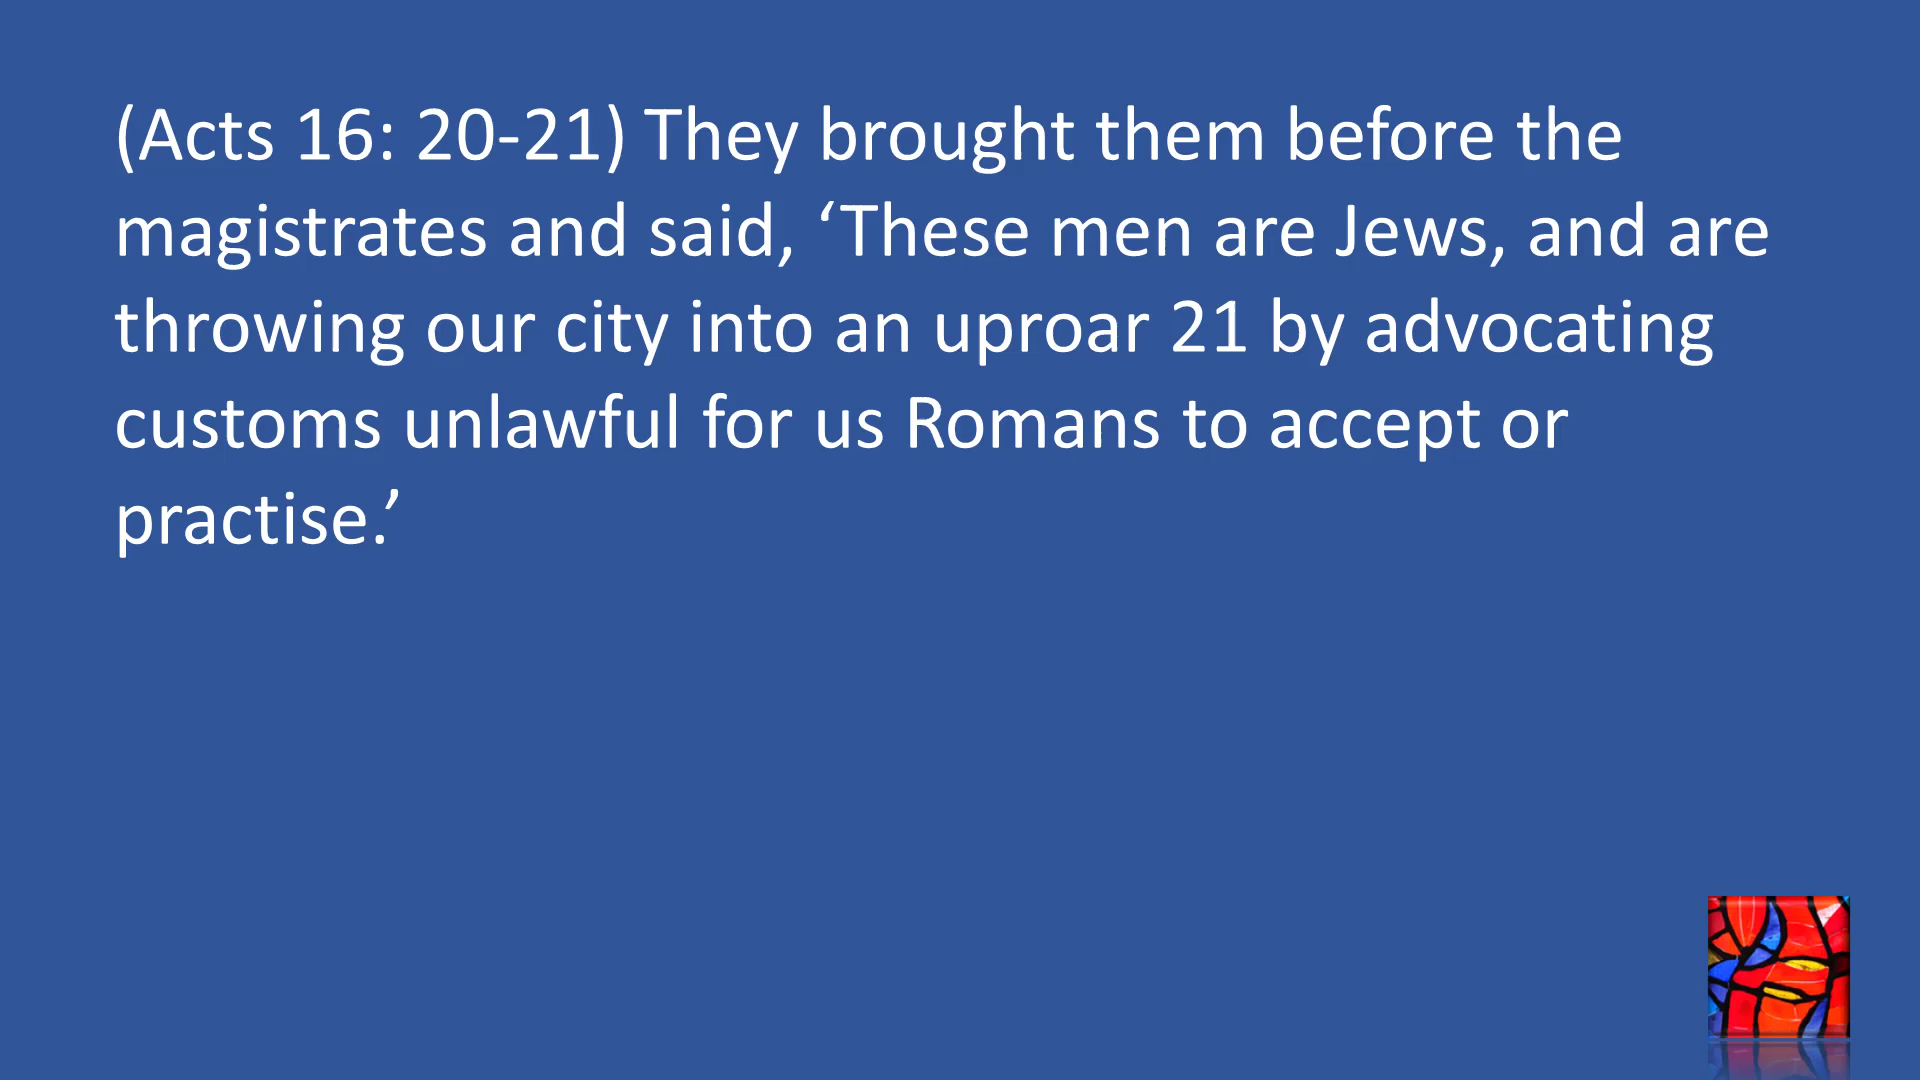 (Acts 16: 20-21) They brought them before the
magistrates and said, ‘These men are Jews, and are
throwing our city into an uproar 21 by advocating
customs unlawful for us Romans to accept or
practise.’